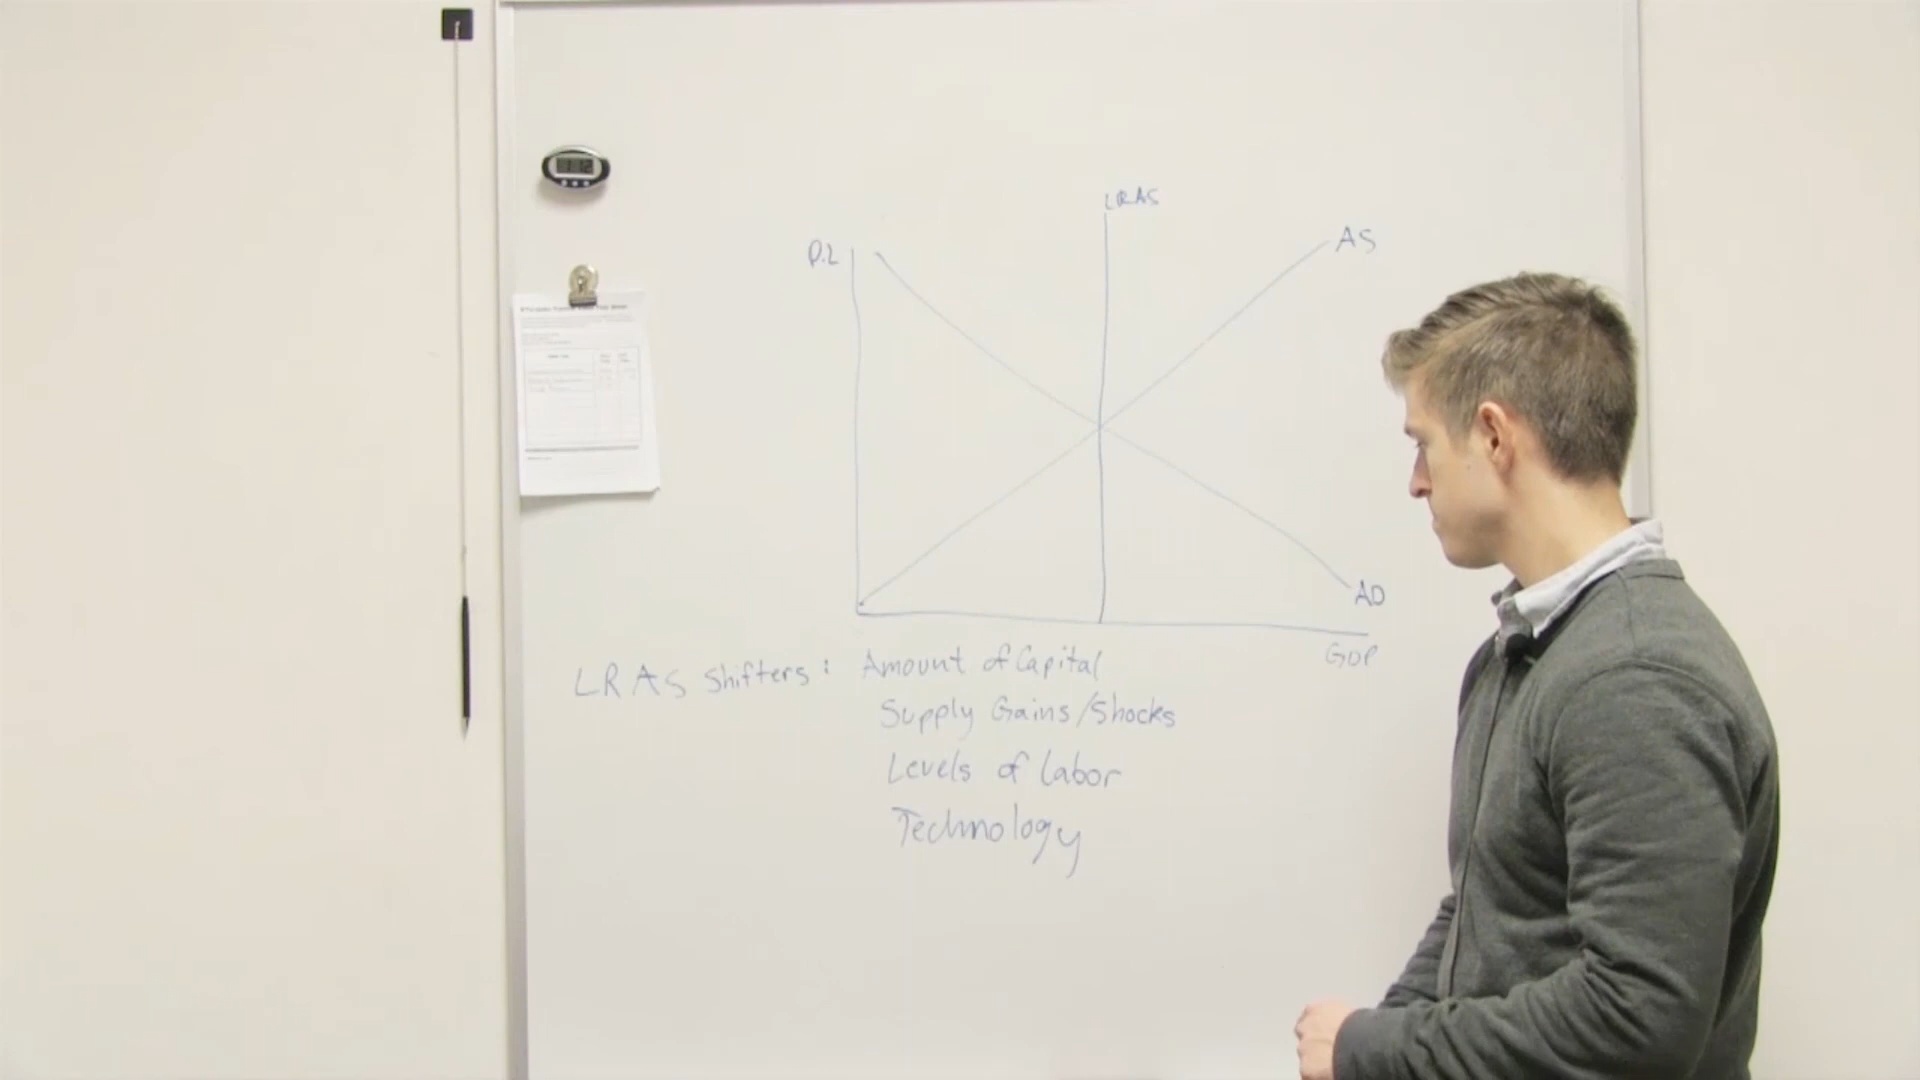 LRAS
P.L
AS
AD
GDP
LRAS Shifters: Amount of Capital
Supply Gains/Shocks
Levels of labor
Technology